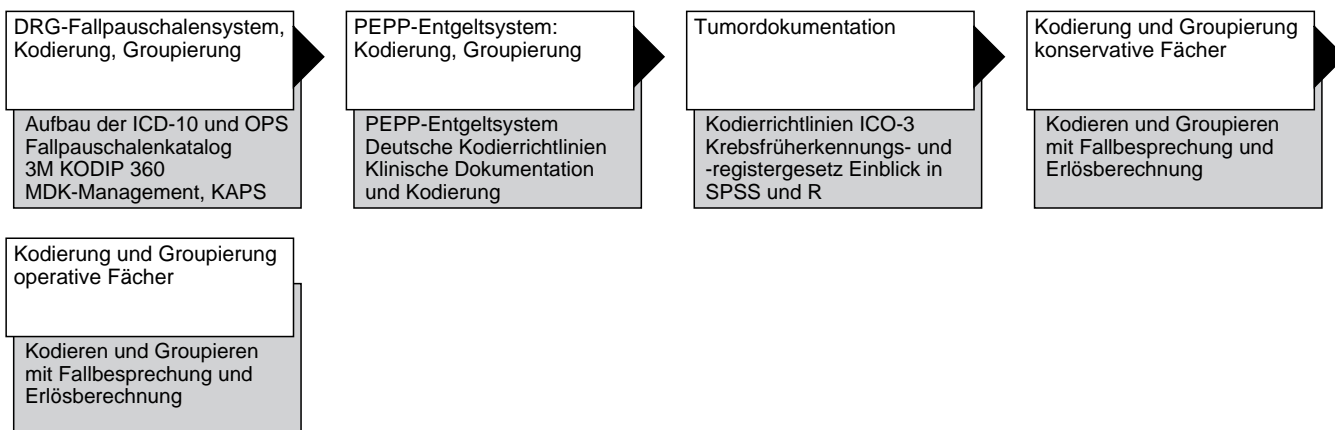 DRG-Fallpauschalensystem,
Kodierung, Groupierung
Aufbau der ICD-10 und OPS
Fallpauschalenkatalog
3M KODIP 360
MDK-Management, KAPS
PEPP-Entgeltsystem:
Kodierung, Groupierung
PEPP-Entgeltsystem
Deutsche Kodierrichtlinien
Klinische Dokumentation
und Kodierung
Tumordokumentation
Kodierrichtlinien ICO-3
Krebsfrüherkennungs- und
-registergesetz Einblick in
SPSS und R
Kodierung und Groupierung
konservative Fächer
Kodieren und Groupieren
mit Fallbesprechung und
Erlösberechnung
Kodierung und Groupierung
operative Fächer
Kodieren und Groupieren
mit Fallbesprechung und
Erlösberechnung